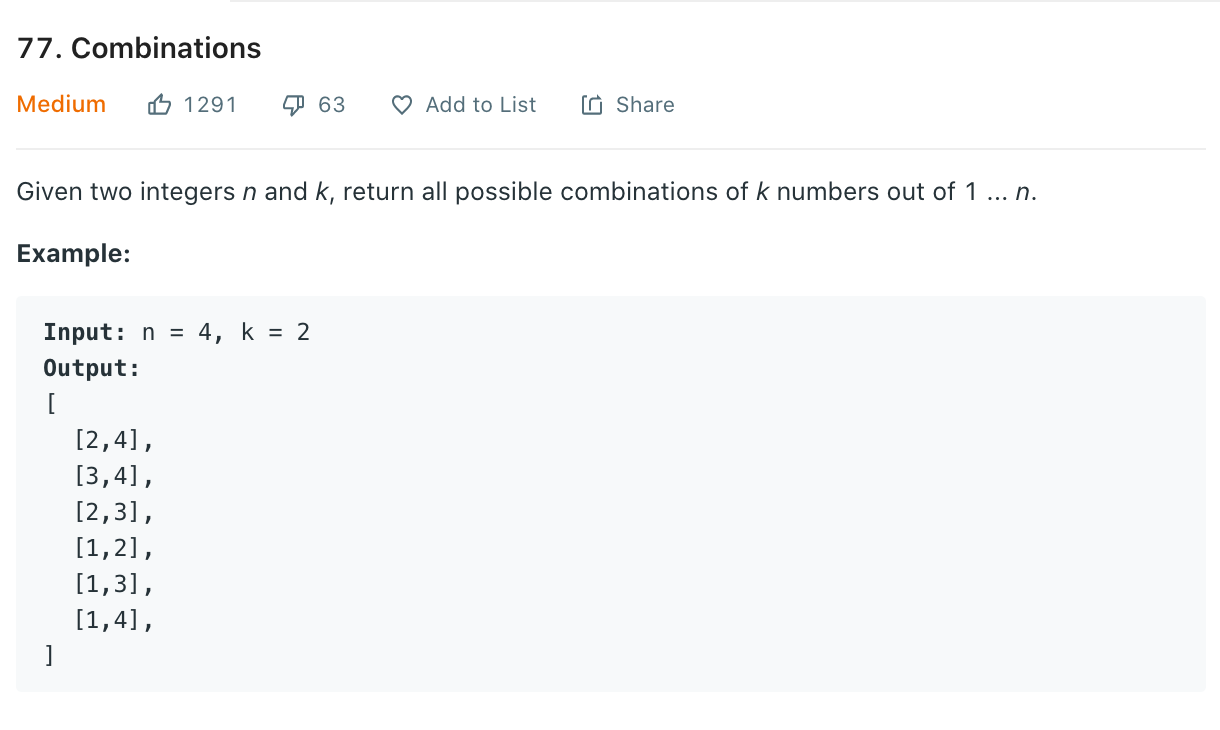 77. Combinations
Medium 1291 63 Add to List Share
Given two integers n and k, return all possible combinations of k numbers out of 1 ... n.
Example:
Input: n = 4, k = 2
Output:
[
  [2,4],
  [3,4],
  [2,3],
  [1,2],
  [1,3],
  [1,4],
]